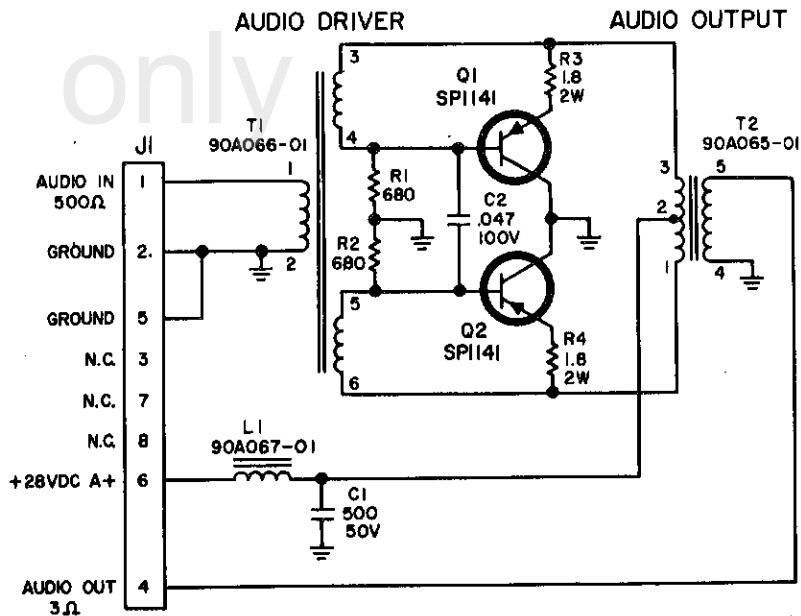 AUDIO DRIVER
AUDIO OUTPUT
only
3
Q1
SP1141
R3
1.8
2W
T1
90A066-01
T2
90A065-01
J1
4
AUDIO IN
500Ω
1
1
R1
680
C2
.047
100V
3
5
2
GROUND
2.
2
R2
680
1
4
GROUND
5
5
Q2
SP1141
R4
1.8
2W
N.C.
3
6
N.C.
7
N.C.
8
L1
90A067-01
+28VDC A+
6
C1
500
50V
AUDIO OUT
3Ω
4